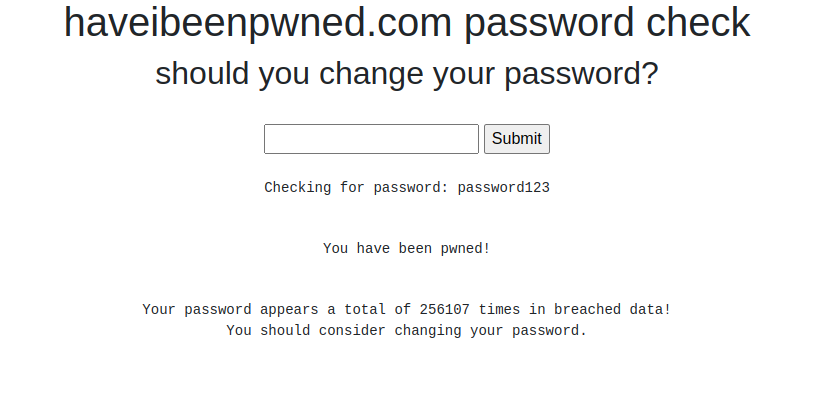 haveibeenpwned.com password check
should you change your password?
Submit
Checking for password: password123
You have been pwned!
Your password appears a total of 256107 times in breached data!
You should consider changing your password.